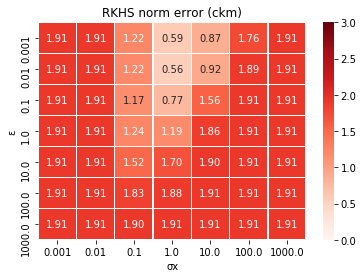 RKHS norm error (ckm)
0.001 1.91 1.91 1.22 0.59 0.87 1.76 1.91
0.01 1.91 1.91 1.22 0.56 0.92 1.89 1.91
0.1 1.91 1.91 1.17 0.77 1.56 1.91 1.91
1.0 1.91 1.91 1.24 1.19 1.86 1.91 1.91
10.0 1.91 1.91 1.52 1.70 1.90 1.91 1.91
100.0 1.91 1.91 1.83 1.88 1.91 1.91 1.91
1000.0 1.91 1.91 1.90 1.91 1.91 1.91 1.91
0.001 0.01 0.1 1.0 10.0 100.0 1000.0
σx
ε
3.0
2.5
2.0
1.5
1.0
0.5
0.0